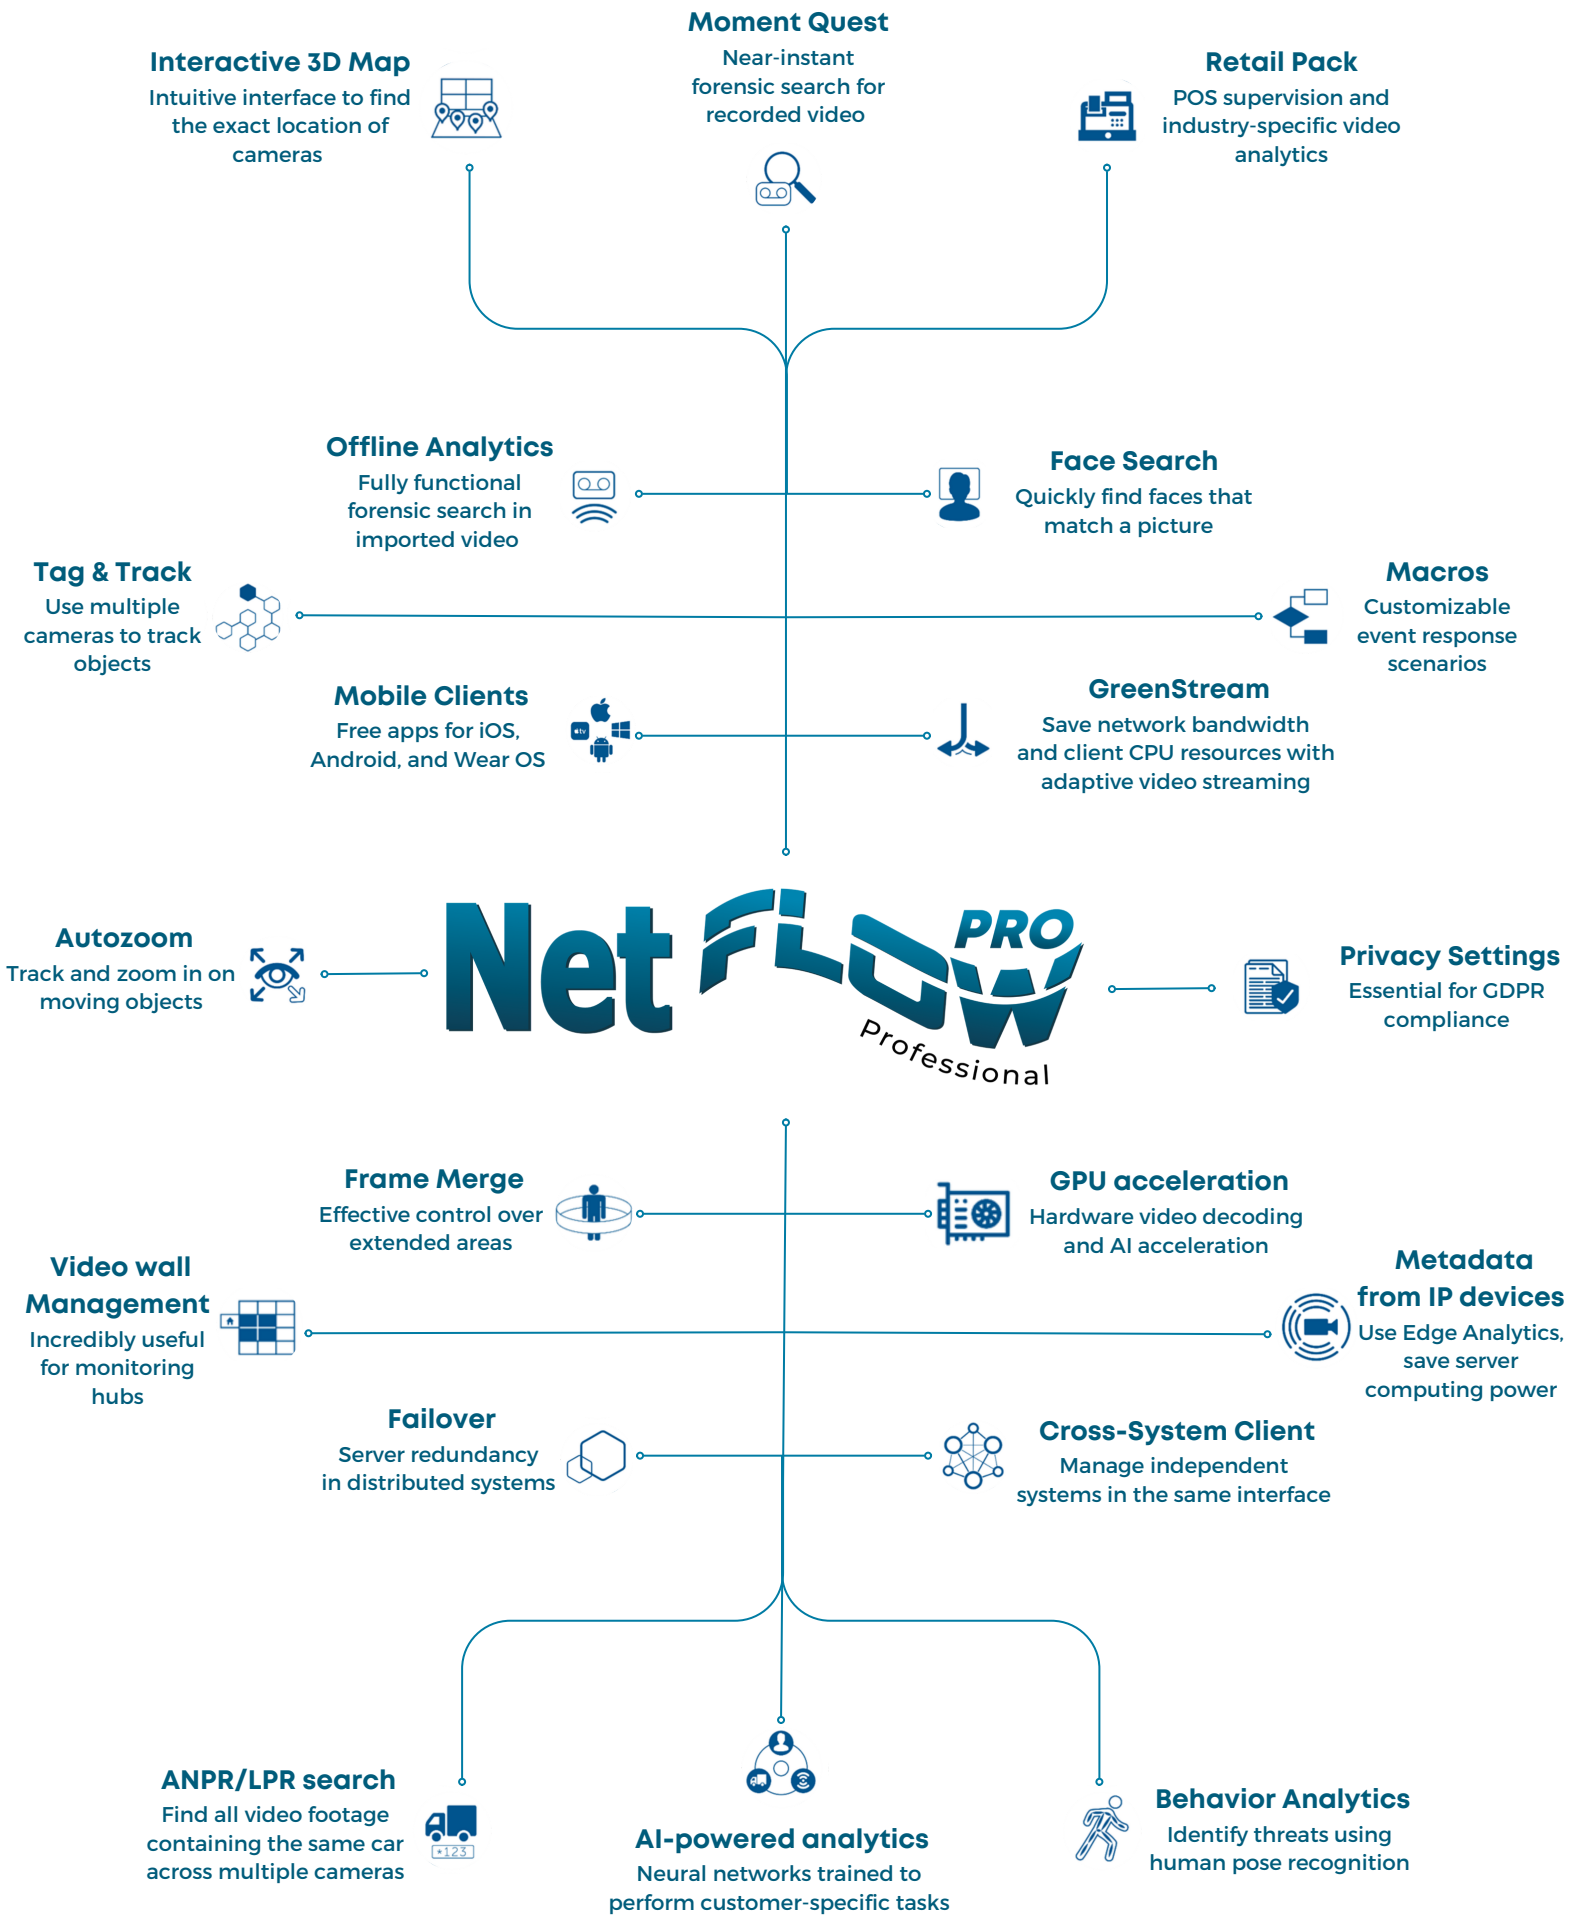 Moment Quest
Near-instant
forensic search for
recorded video
Interactive 3D Map
Intuitive interface to find
the exact location of
cameras
Retail Pack
POS supervision and
industry-specific video
analytics
Offline Analytics
Fully functional
forensic search in
imported video
Face Search
Quickly find faces that
match a picture
Tag & Track
Use multiple
cameras to track
objects
Macros
Customizable
event response
scenarios
Mobile Clients
Free apps for iOS,
Android, and Wear OS
tv
GreenStream
Save network bandwidth
and client CPU resources with
adaptive video streaming
Autozoom
Track and zoom in on
moving objects
Net FLOW PRO
Professional
Privacy Settings
Essential for GDPR
compliance
Frame Merge
Effective control over
extended areas
GPU acceleration
Hardware video decoding
and AI acceleration
Video wall
Management
Incredibly useful
for monitoring
hubs
Metadata
from IP devices
Use Edge Analytics,
save server
computing power
Failover
Server redundancy
in distributed systems
Cross-System Client
Manage independent
systems in the same interface
ANPR/LPR search
Find all video footage
containing the same car
across multiple cameras
*123
AI-powered analytics
Neural networks trained to
perform customer-specific tasks
Behavior Analytics
Identify threats using
human pose recognition